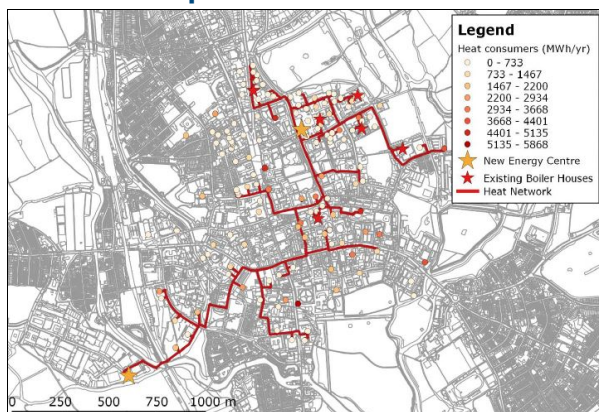 Legend
Heat consumers (MWh/yr)
0 - 733
733 - 1467
1467 - 2200
2200 - 2934
2934 - 3668
3668 - 4401
4401 - 5135
5135 - 5868
New Energy Centre
Existing Boiler Houses
Heat Network
0 250 500 750 1000 m